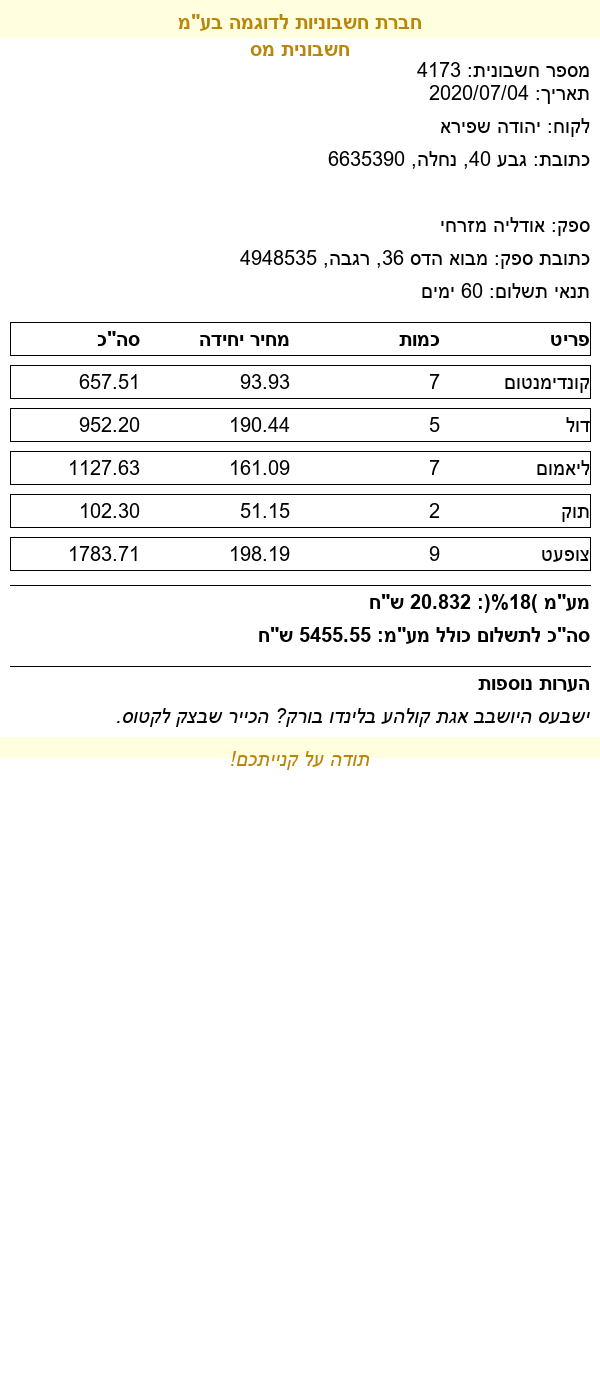 חברת חשבוניות לדוגמה בע"מ
חשבונית מס
מספר חשבונית: 4173
תאריך: 2020/07/04
לקוח: יהודה שפירא
כתובת: גבע 40, נחלה, 6635390
ספק: אודליה מזרחי
כתובת ספק: מבוא הדס 36, רגבה, 4948535
תנאי תשלום: 60 ימים
פריט כמות מחיר יחידה סה"כ
קונדימנטום 7 93.93 657.51
דול 5 190.44 952.20
ליאמום 7 161.09 1127.63
תוק 2 51.15 102.30
צופעט 9 198.19 1783.71
מע"מ )18%(: 20.832 ש"ח
סה"כ לתשלום כולל מע"מ: 5455.55 ש"ח
הערות נוספות
ישבעס היושבב אגת קולהע בלינדו בורק? הכייר שבצק לקטוס.
תודה על קנייתכם!